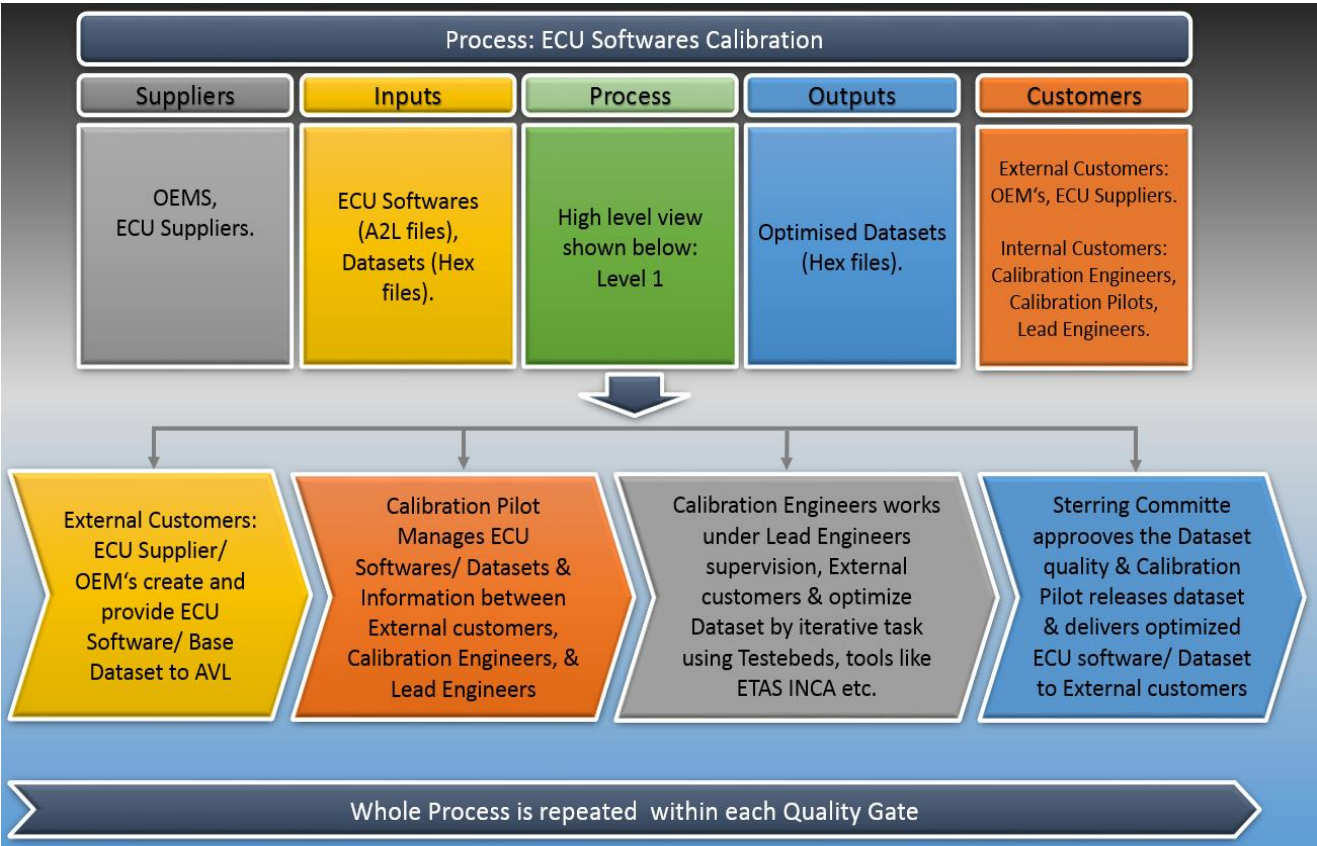 Process: ECU Softwares Calibration
Suppliers
Inputs
Process
Outputs
Customers
OEMS,
ECU Suppliers.
ECU Softwares
(A2L files),
Datasets (Hex
files).
High level view
shown below:
Level 1
Optimised Datasets
(Hex files).
External Customers:
OEM‘s, ECU Suppliers.
Internal Customers:
Calibration Engineers,
Calibration Pilots,
Lead Engineers.
External Customers:
ECU Supplier/
OEM‘s create and
provide ECU
Software/ Base
Dataset to AVL
Calibration Pilot
Manages ECU
Softwares/ Datasets &
Information between
External customers,
Calibration Engineers, &
Lead Engineers
Calibration Engineers works
under Lead Engineers
supervision, External
customers & optimize
Dataset by iterative task
using Testebeds, tools like
ETAS INCA etc.
Sterring Committe
approoves the Dataset
quality & Calibration
Pilot releases dataset
& delivers optimized
ECU software/ Dataset
to External customers
Whole Process is repeated within each Quality Gate